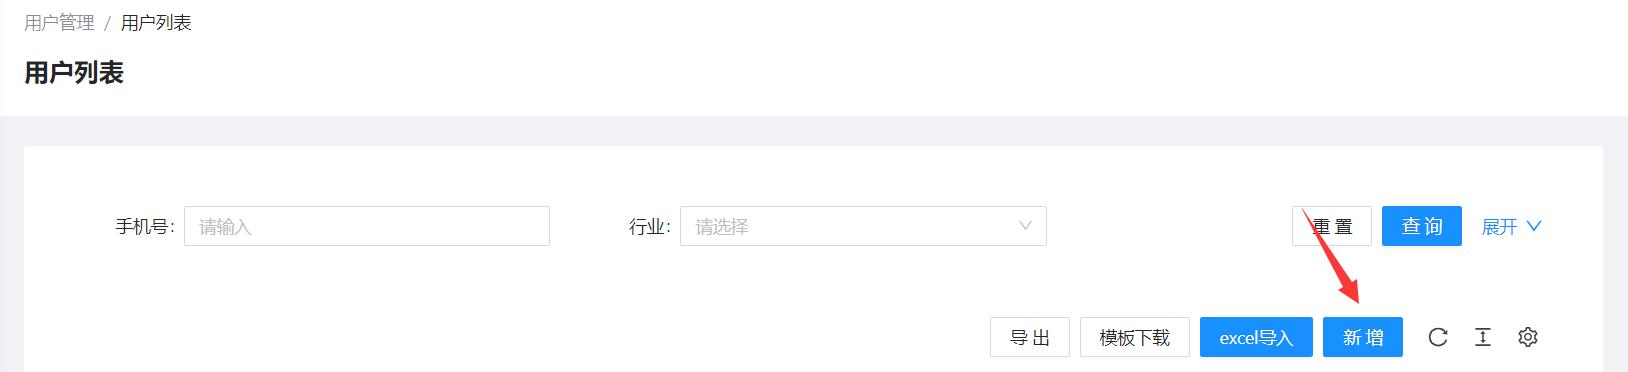 用户管理 / 用户列表
用户列表
手机号: 请输入 行业: 请选择 重 置 查 询 展开
导 出 模板下载 excel导入 新 增